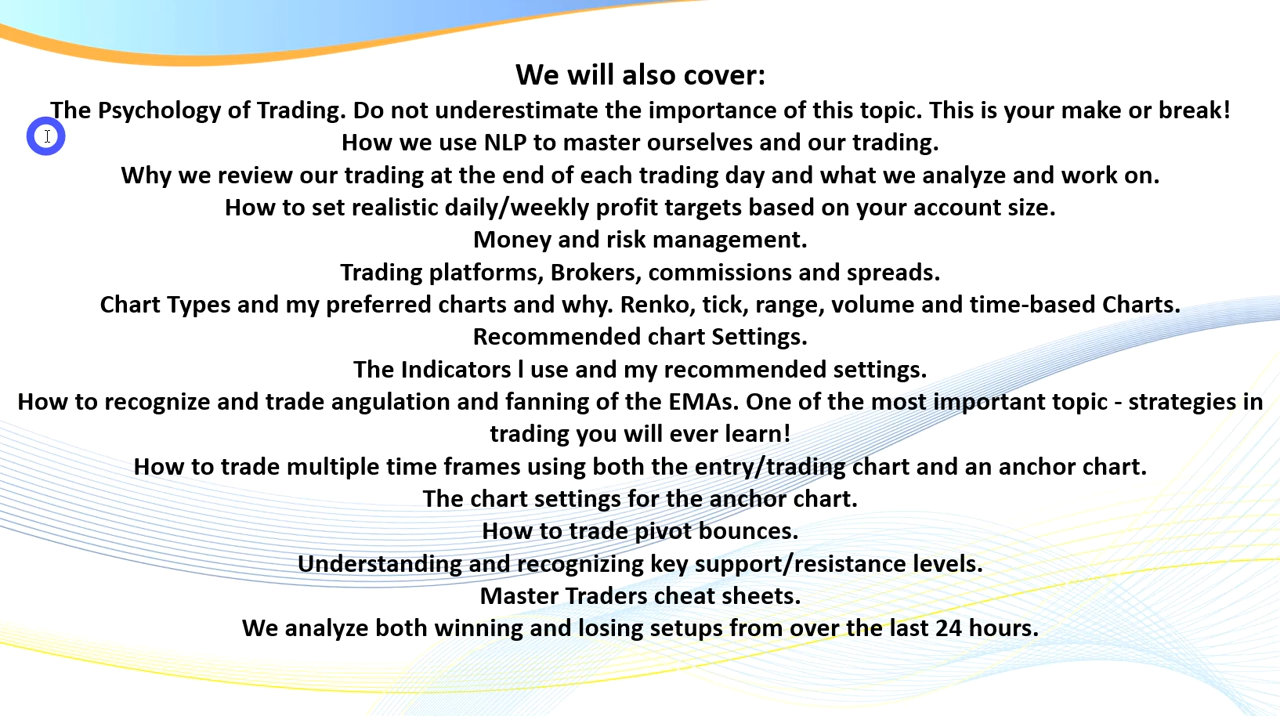 We will also cover:
The Psychology of Trading. Do not underestimate the importance of this topic. This is your make or break!
How we use NLP to master ourselves and our trading.
Why we review our trading at the end of each trading day and what we analyze and work on.
How to set realistic daily/weekly profit targets based on your account size.
Money and risk management.
Trading platforms, Brokers, commissions and spreads.
Chart Types and my preferred charts and why. Renko, tick, range, volume and time-based Charts.
Recommended chart Settings.
The Indicators l use and my recommended settings.
How to recognize and trade angulation and fanning of the EMAs. One of the most important topic - strategies in
trading you will ever learn!
How to trade multiple time frames using both the entry/trading chart and an anchor chart.
The chart settings for the anchor chart.
How to trade pivot bounces.
Understanding and recognizing key support/resistance levels.
Master Traders cheat sheets.
We analyze both winning and losing setups from over the last 24 hours.